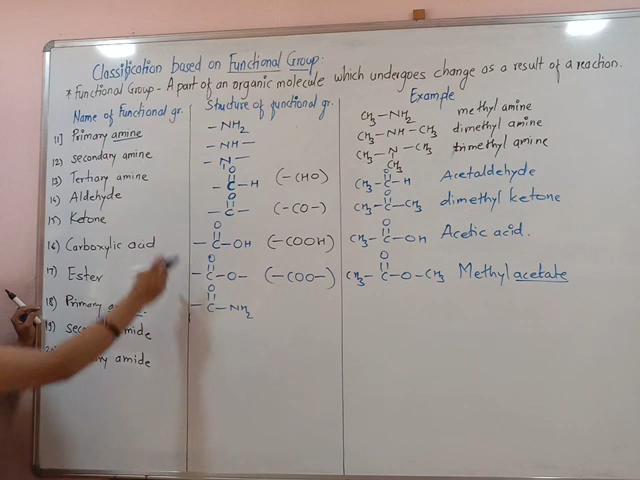 Classification based on Functional Group:
* Functional Group - A part of an organic molecule which undergoes change as a result of a reaction.
Name of Functional gr. Structure of functional gr. Example
11) Primary amine - NH2 CH3 - NH2 methyl amine
12) secondary amine - NH - CH3 - NH - CH3 dimethyl amine
13) Tertiary amine - N - CH3 - N - CH3 trimethyl amine
CH3
14) Aldehyde O - C - H (- CHO) O CH3 - C - H Acetaldehyde
15) Ketone O - C - (- CO -) O CH3 - C - CH3 dimethyl ketone
16) Carboxylic acid O - C - OH (- COOH) O CH3 - C - OH Acetic acid.
17) Ester O - C - O - (- COO -) O CH3 - C - O - CH3 Methyl acetate
18) Primary O - C - NH2
19)
amide